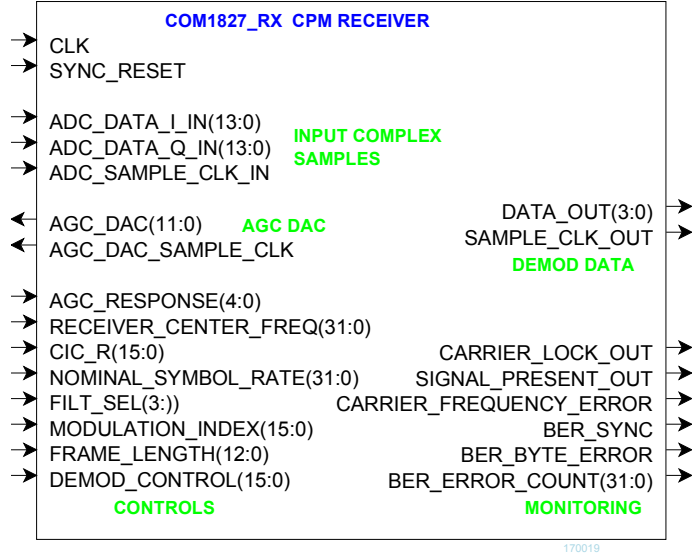 COM1827_RX CPM RECEIVER
CLK
SYNC_RESET
ADC_DATA_I_IN(13:0)
ADC_DATA_Q_IN(13:0)
ADC_SAMPLE_CLK_IN
INPUT COMPLEX
SAMPLES
AGC_DAC(11:0)
AGC_DAC_SAMPLE_CLK
AGC DAC
DATA_OUT(3:0)
SAMPLE_CLK_OUT
DEMOD DATA
AGC_RESPONSE(4:0)
RECEIVER_CENTER_FREQ(31:0)
CIC_R(15:0)
NOMINAL_SYMBOL_RATE(31:0)
FILT_SEL(3:))
MODULATION_INDEX(15:0)
FRAME_LENGTH(12:0)
DEMOD_CONTROL(15:0)
CONTROLS
CARRIER_LOCK_OUT
SIGNAL_PRESENT_OUT
CARRIER_FREQUENCY_ERROR
BER_SYNC
BER_BYTE_ERROR
BER_ERROR_COUNT(31:0)
MONITORING
170019